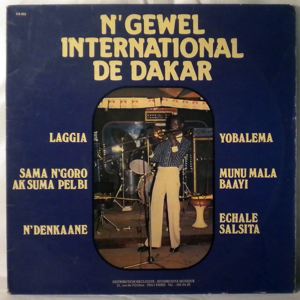 N'GEWEL
INTERNATIONAL
DE DAKAR
LAGGIA
SAMA N'GORO
AK SUMA PEL BI
N'DENKAANE
YOBALEMA
MUNU MALA
BAAYI
ECHALE
SALSITA